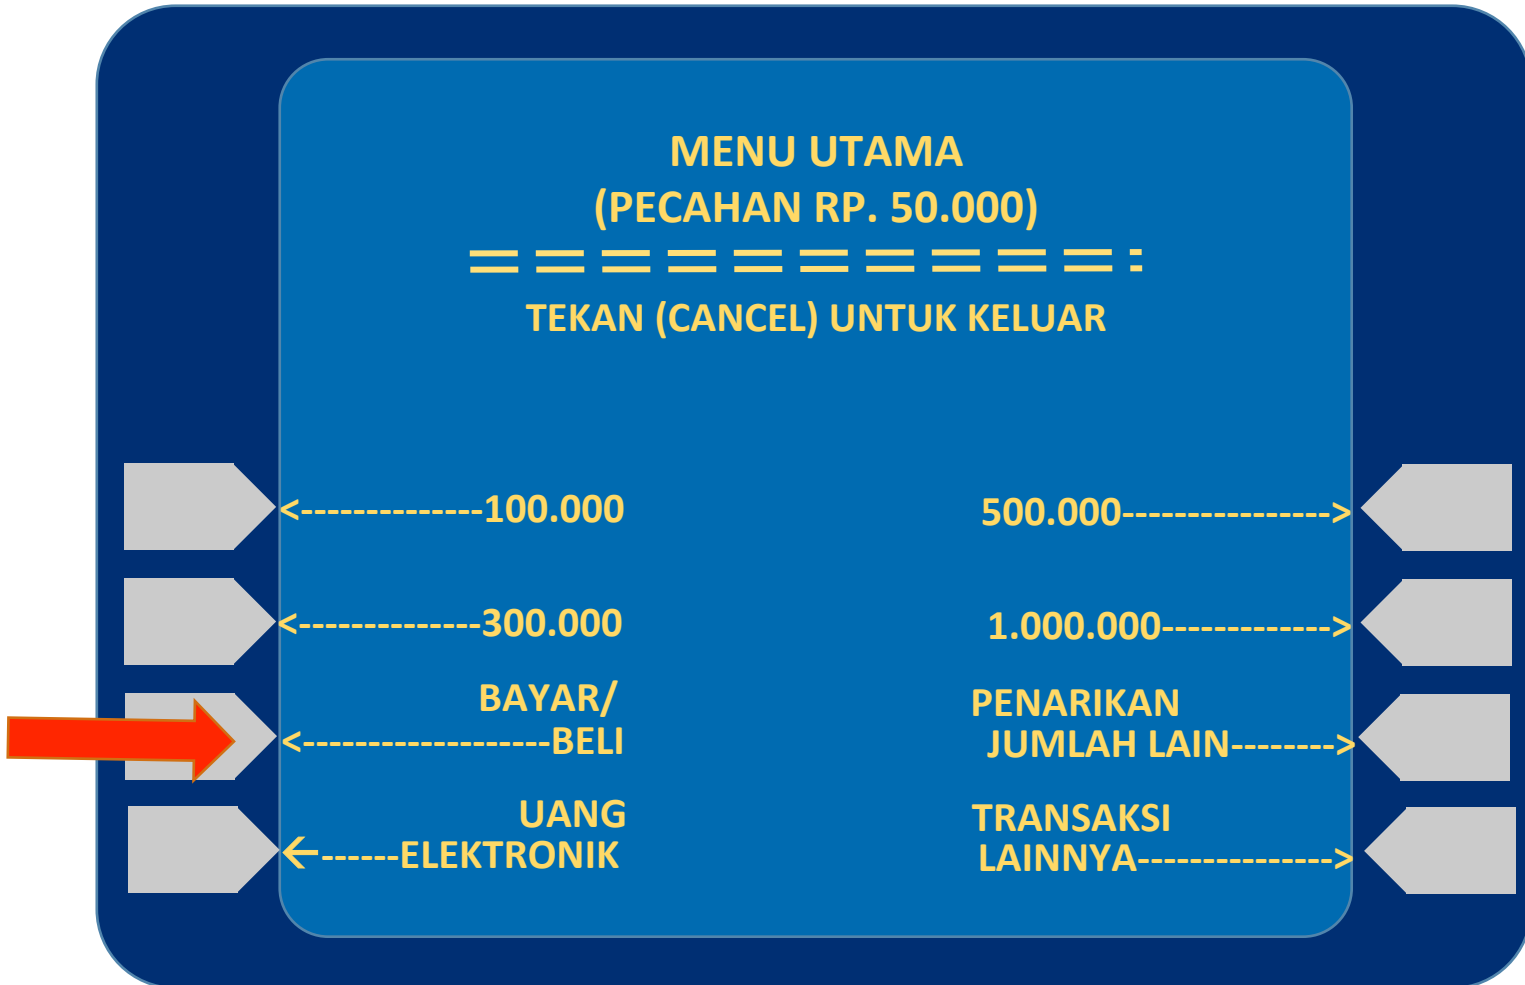 MENU UTAMA
(PECAHAN RP. 50.000)
====================:
TEKAN (CANCEL) UNTUK KELUAR
<--------------100.000
500.000---------------->
<--------------300.000
1.000.000------------->
BAYAR/
<-------------------BELI
PENARIKAN
JUMLAH LAIN-------->
UANG
←------ELEKTRONIK
TRANSAKSI
LAINNYA--------------->